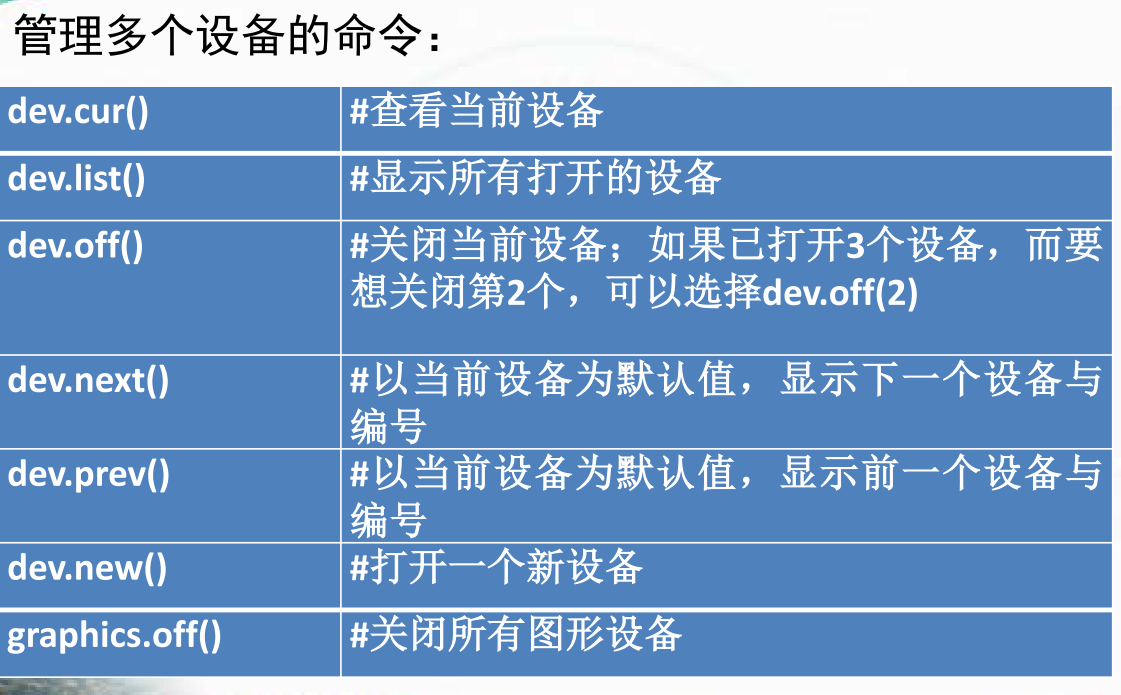 管理多个设备的命令：
dev.cur() #查看当前设备
dev.list() #显示所有打开的设备
dev.off() #关闭当前设备；如果已打开3个设备，而要
想关闭第2个，可以选择dev.off(2)
dev.next() #以当前设备为默认值，显示下一个设备与
编号
dev.prev() #以当前设备为默认值，显示前一个设备与
编号
dev.new() #打开一个新设备
graphics.off() #关闭所有图形设备